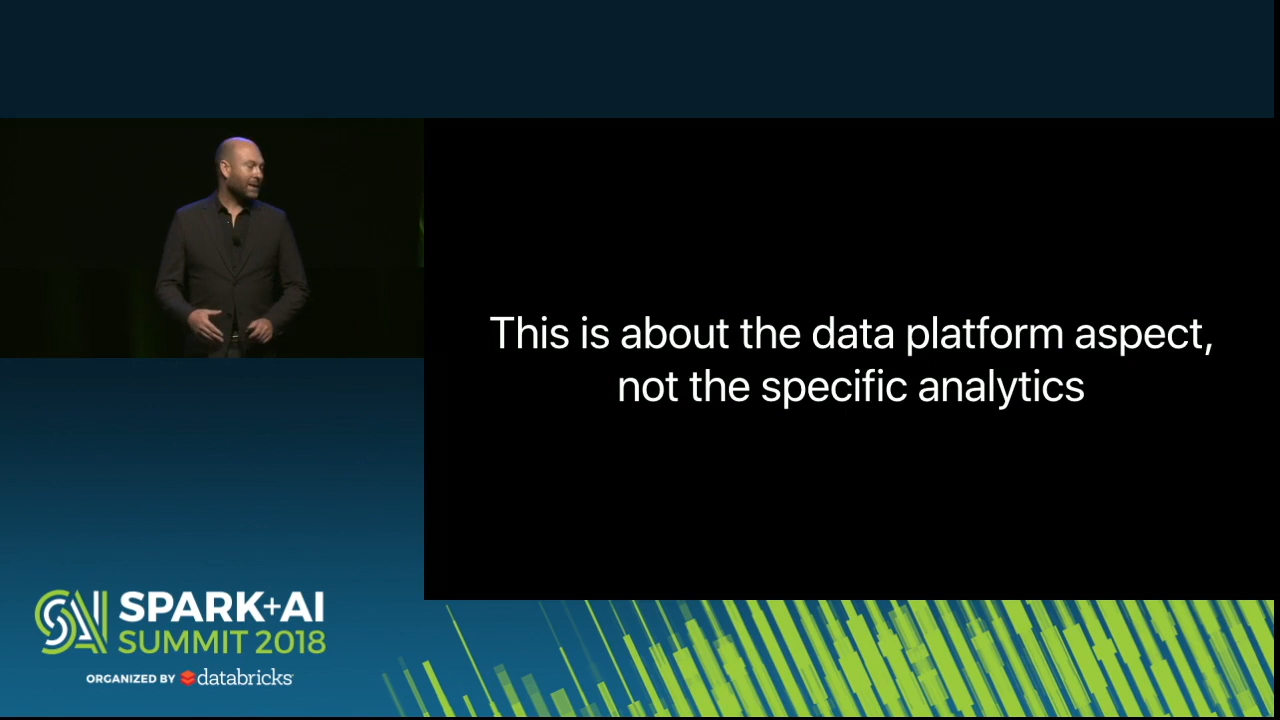 This is about the data platform aspect,
not the specific analytics
SPARK+AI
SUMMIT 2018
ORGANIZED BY databricks